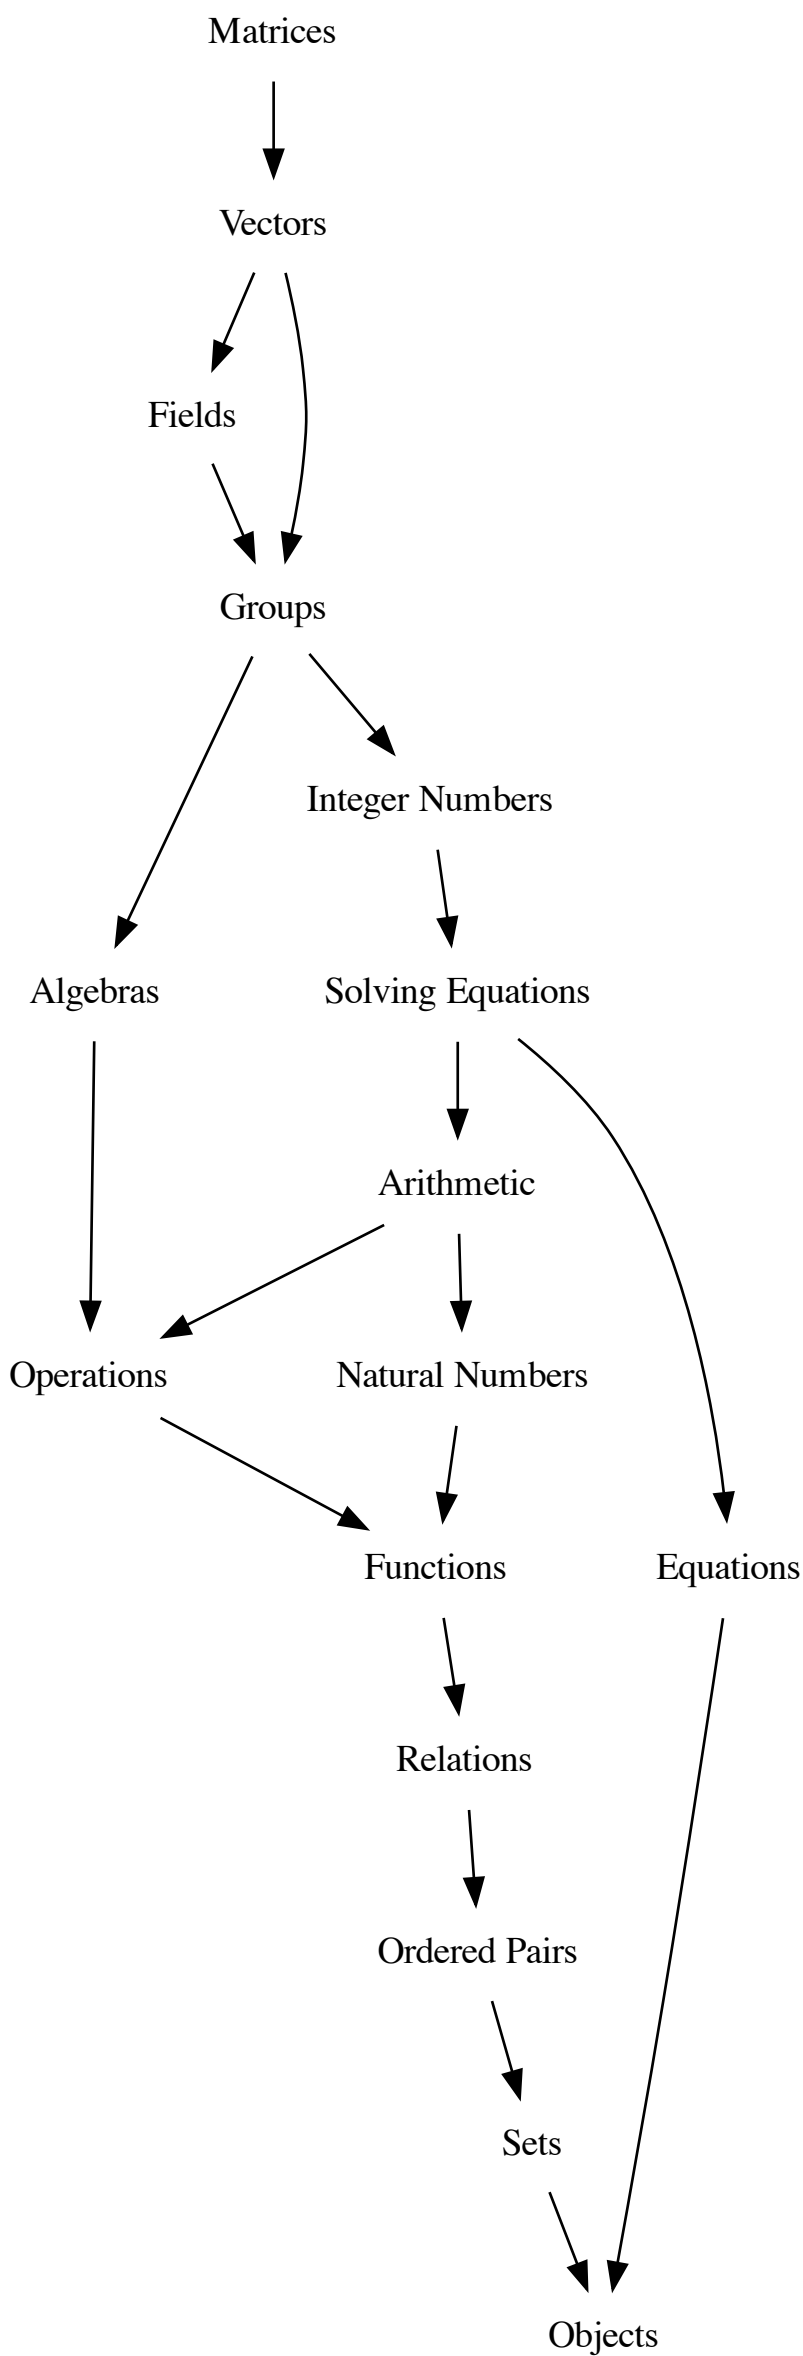 Matrices
Vectors
Fields
Groups
Integer Numbers
Algebras
Solving Equations
Arithmetic
Operations
Natural Numbers
Functions
Equations
Relations
Ordered Pairs
Sets
Objects